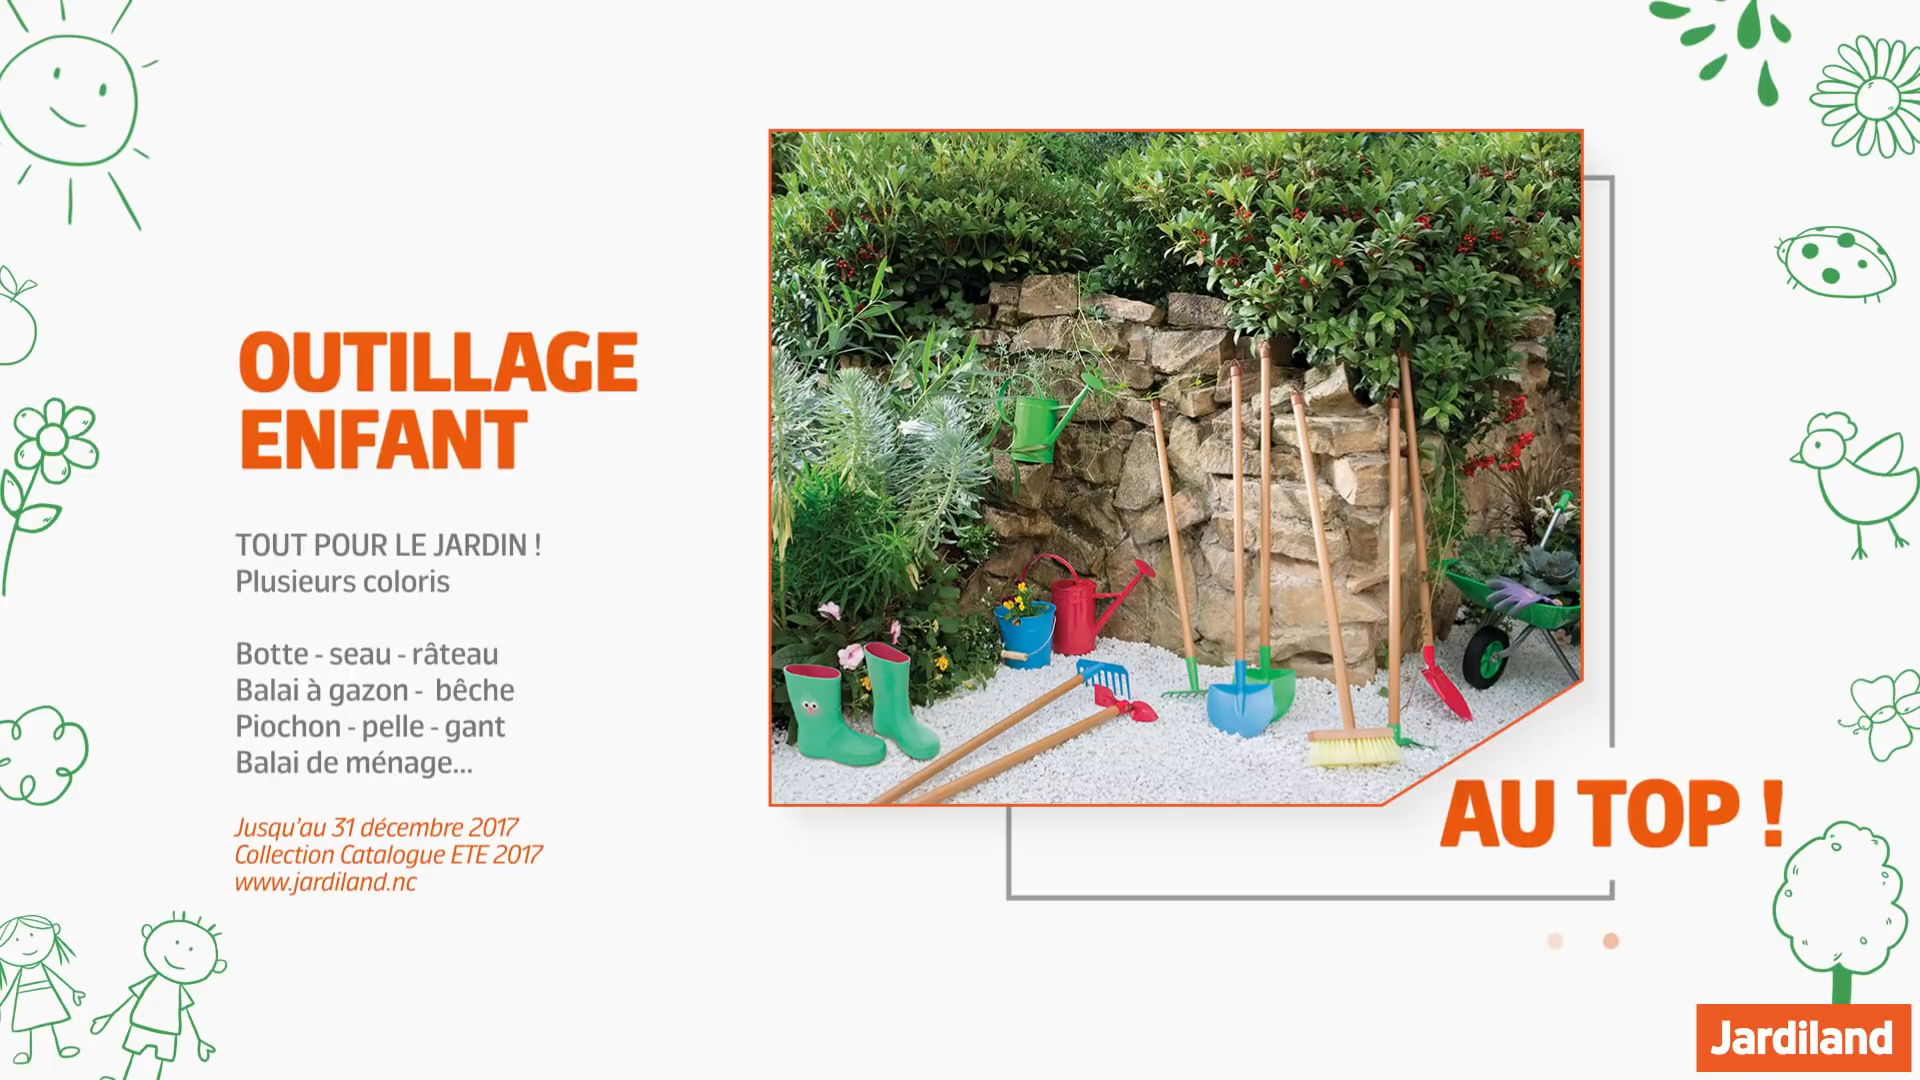 OUTILLAGE
ENFANT
TOUT POUR LE JARDIN !
Plusieurs coloris
Botte - seau - râteau
Balai à gazon - bêche
Piochon - pelle - gant
Balai de ménage...
Jusqu'au 31 décembre 2017
Collection Catalogue ETE 2017
www.jardiland.nc
AU TOP !
Jardiland